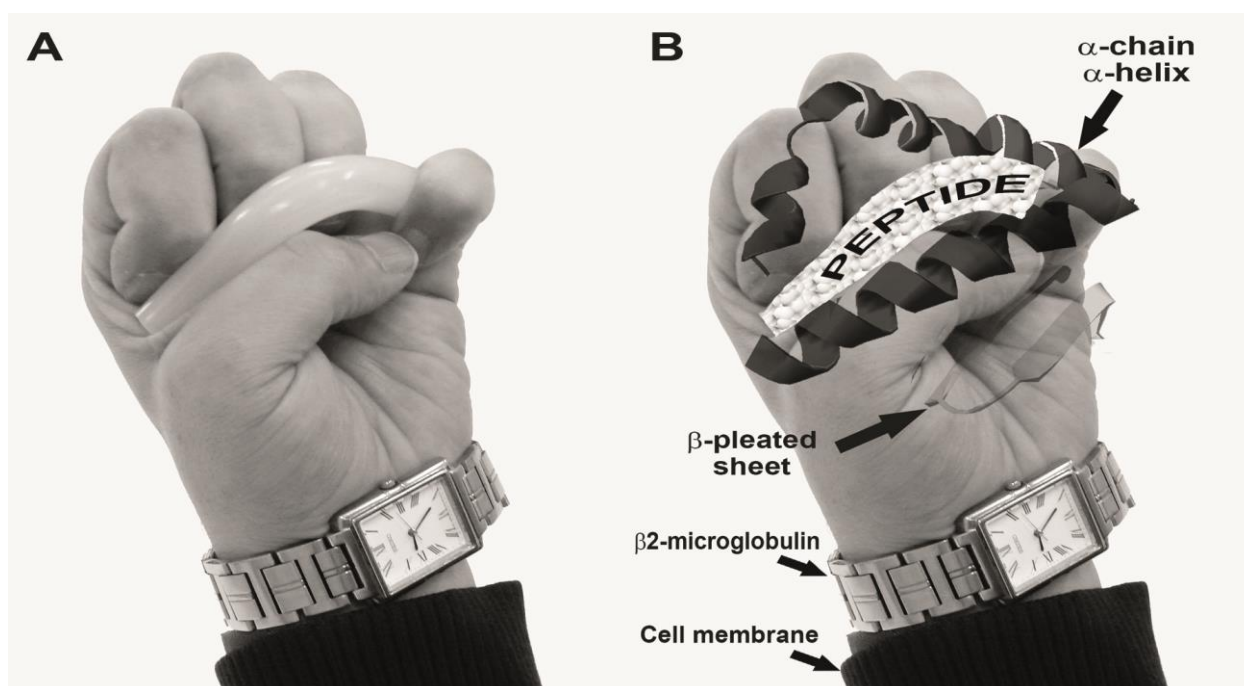 A
B
α-chain
α-helix
PEPTIDE
β-pleated
sheet
β2-microglobulin
Cell membrane